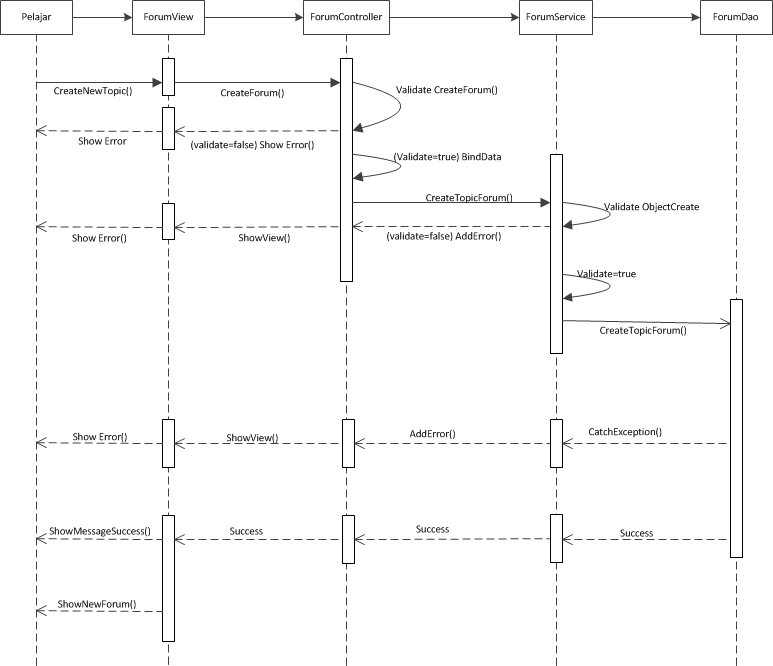 Pelajar
ForumView
ForumController
ForumService
ForumDao
CreateNewTopic()
CreateForum()
Validate CreateForum()
Show Error
(validate=false) Show Error()
(Validate=true) BindData
CreateTopicForum()
Validate ObjectCreate
Show Error()
ShowView()
(validate=false) AddError()
Validate=true
CreateTopicForum()
Show Error()
ShowView()
AddError()
CatchException()
ShowMessageSuccess()
Success
Success
Success
ShowNewForum()